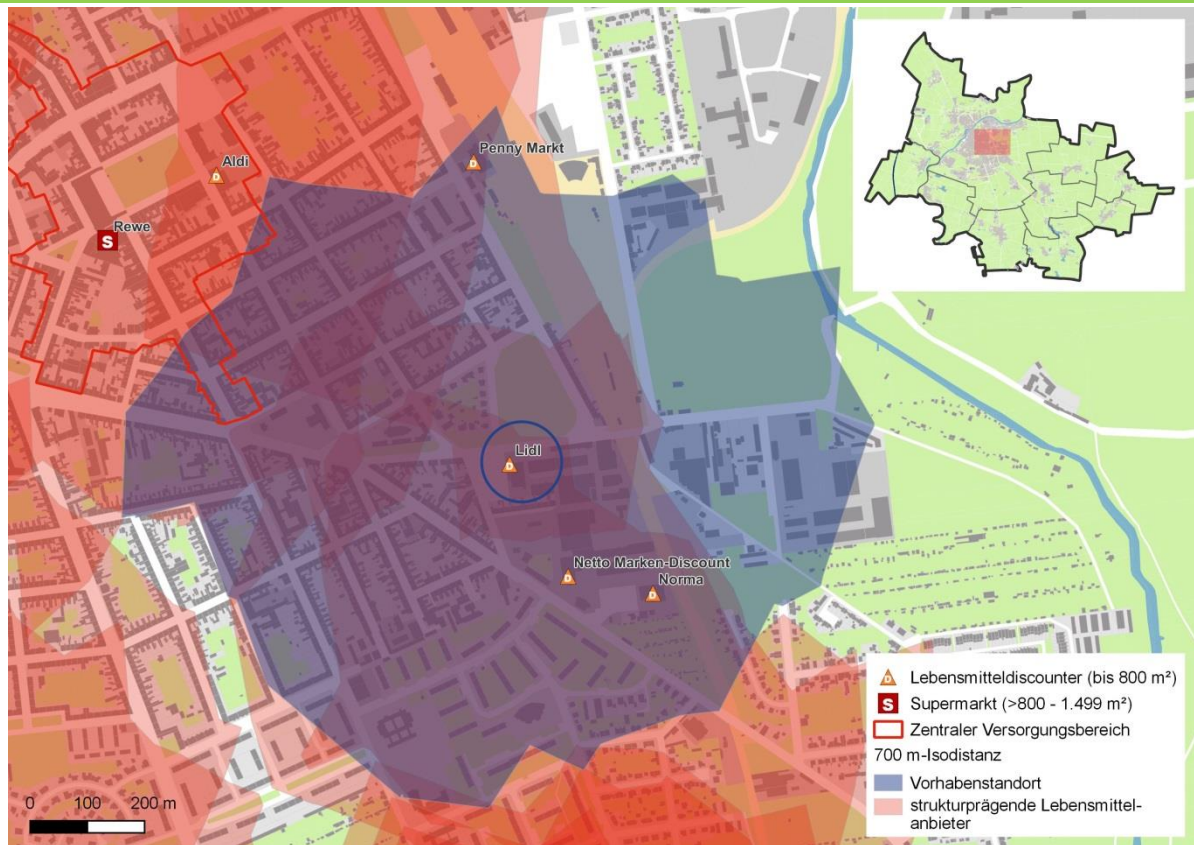 Penny Markt
D
Aldi
D
Rewe
S
Lidl
D
Netto Marken-Discount
Norma
D
D
D Lebensmitteldiscounter (bis 800 m²)
S Supermarkt (>800 - 1.499 m²)
Zentraler Versorgungsbereich
700 m-Isodistanz
Vorhabenstandort
strukturprägende Lebensmittel-
anbieter
0 100 200 m